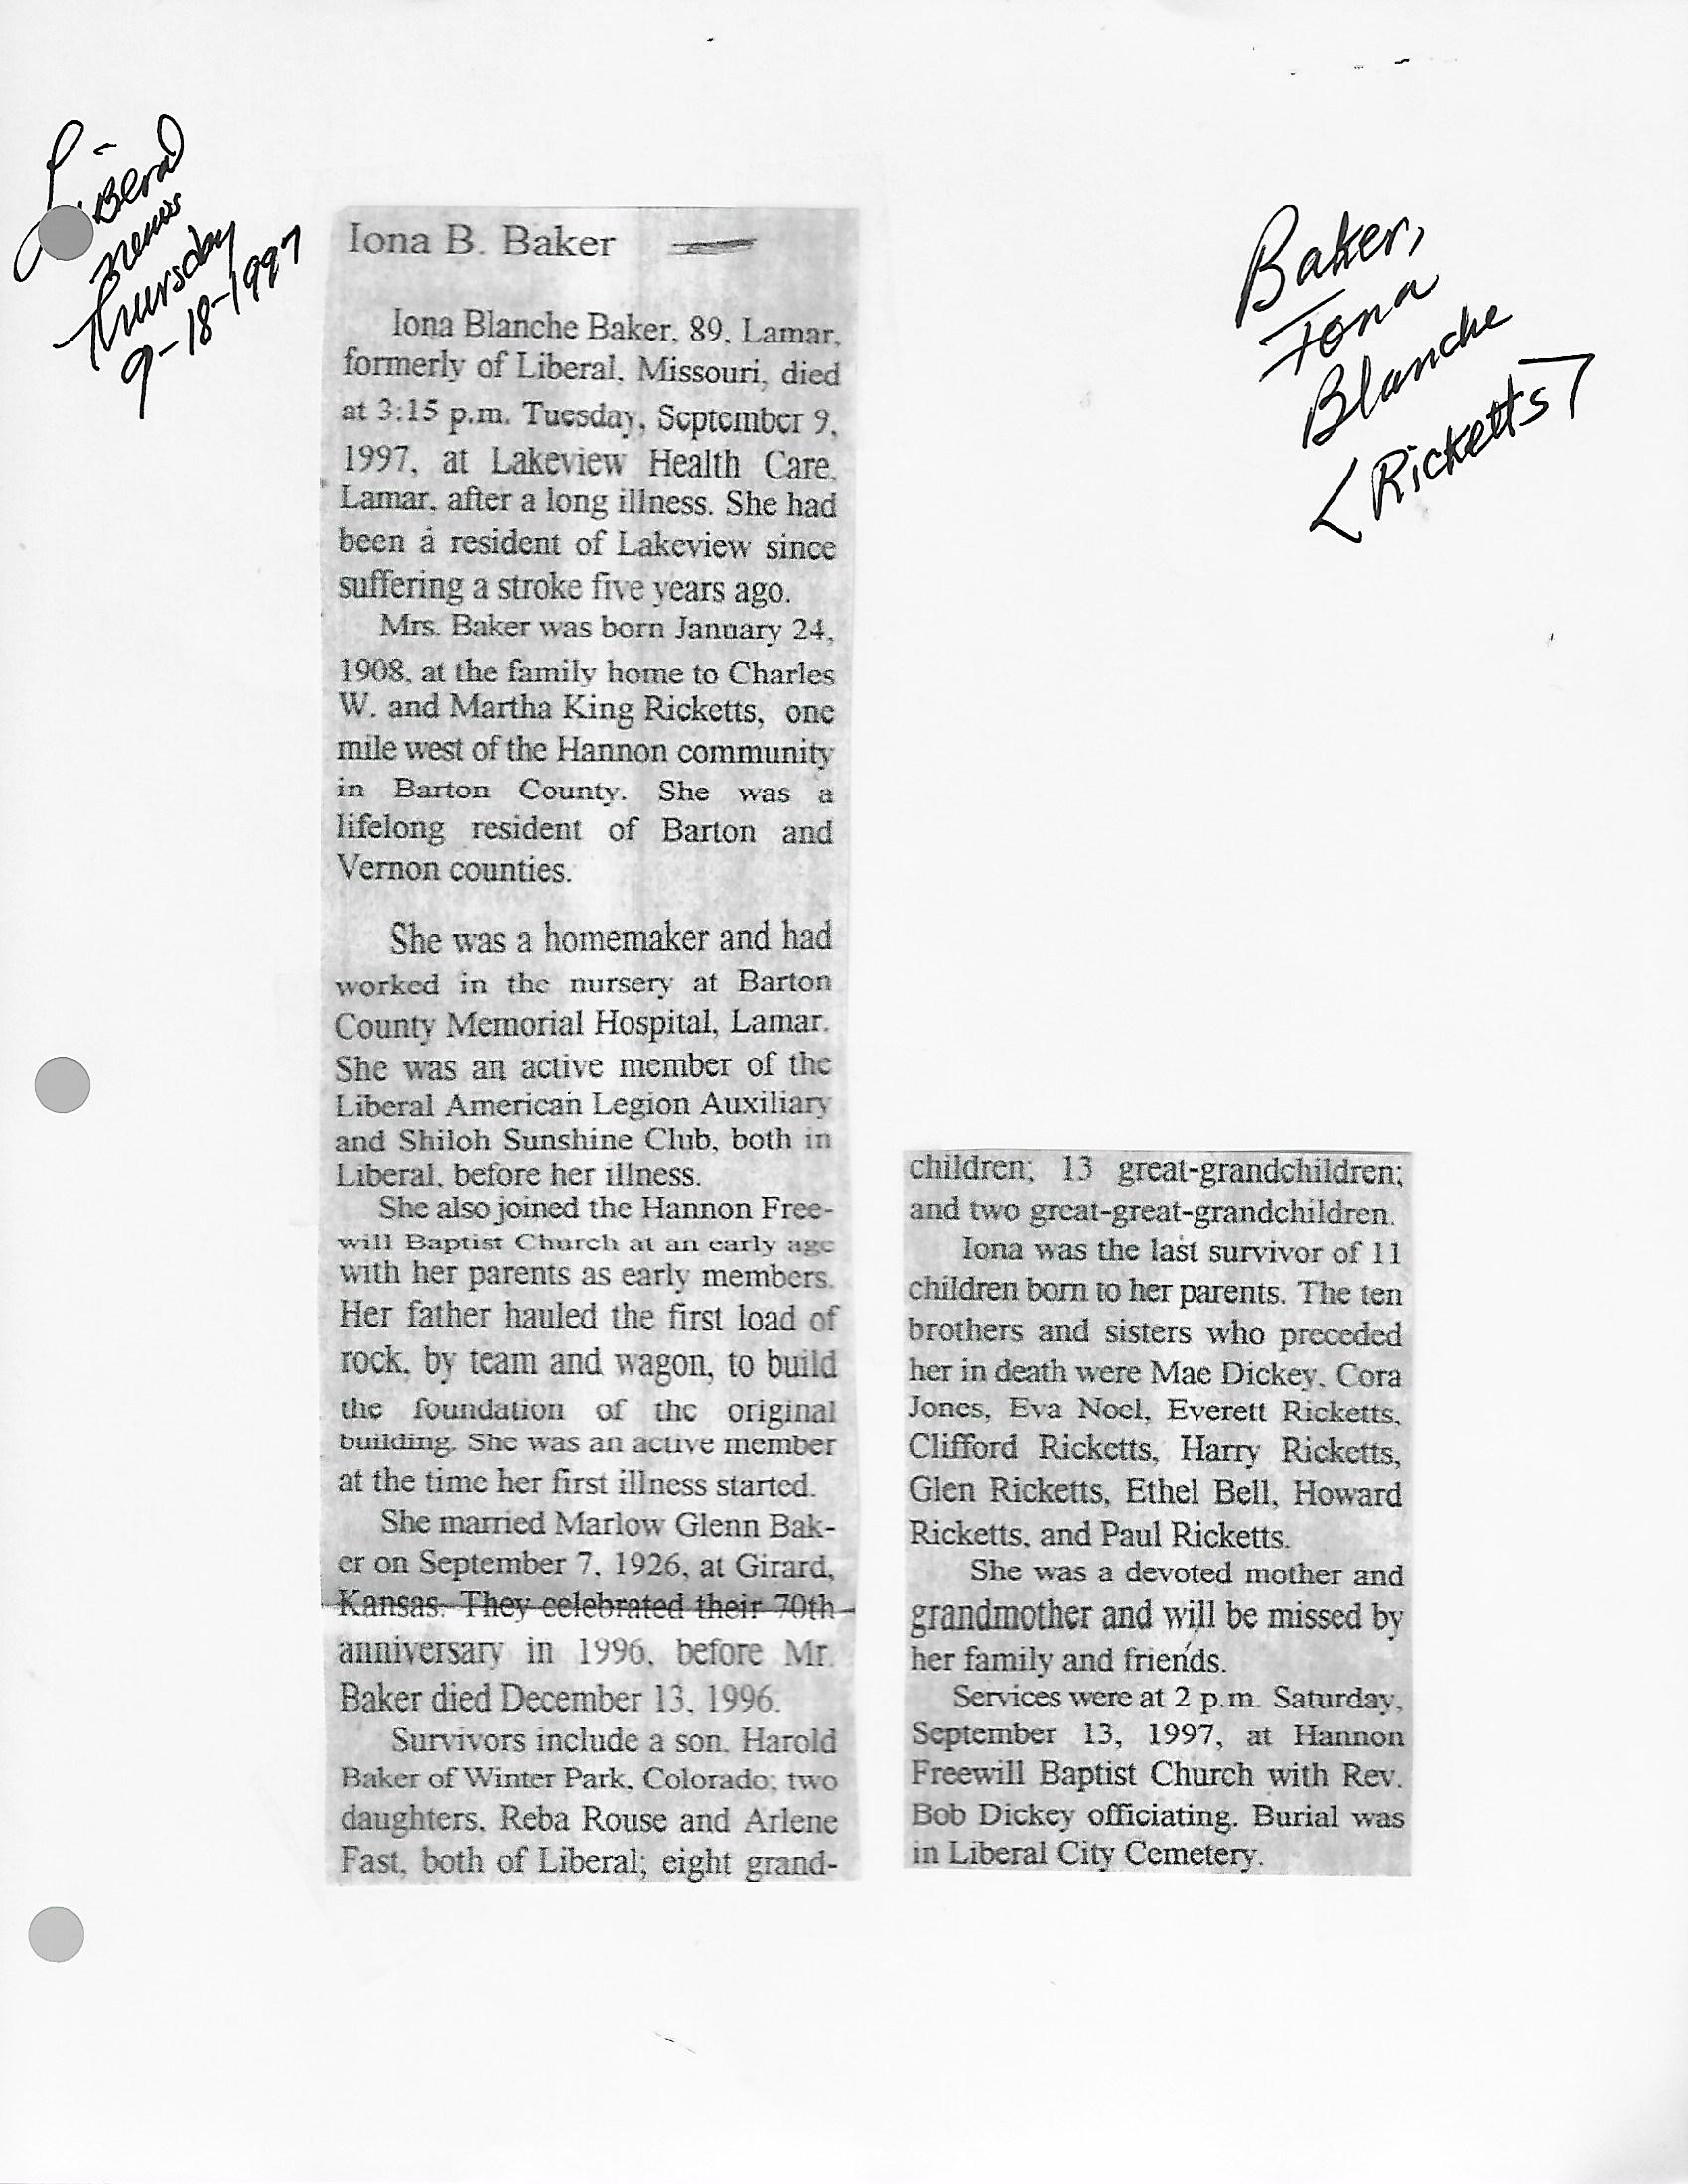 Liberal
News
Thursday
9-18-1997
Baker,
Iona
Blanche
<Ricketts>
Iona B. Baker
Iona Blanche Baker, 89, Lamar,
formerly of Liberal, Missouri, died
at 3:15 p.m. Tuesday, September 9,
1997, at Lakeview Health Care,
Lamar, after a long illness. She had
been a resident of Lakeview since
suffering a stroke five years ago.
Mrs. Baker was born January 24,
1908, at the family home to Charles
W. and Martha King Ricketts, one
mile west of the Hannon community
in Barton County. She was a
lifelong resident of Barton and
Vernon counties.
She was a homemaker and had
worked in the nursery at Barton
County Memorial Hospital, Lamar.
She was an active member of the
Liberal American Legion Auxiliary
and Shiloh Sunshine Club, both in
Liberal, before her illness.
She also joined the Hannon Free-
will Baptist Church at an early age
with her parents as early members.
Her father hauled the first load of
rock, by team and wagon, to build
the foundation of the original
building. She was an active member
at the time her first illness started.
She married Marlow Glenn Bak-
er on September 7, 1926, at Girard,
Kansas. They celebrated their 70th
anniversary in 1996, before Mr.
Baker died December 13, 1996.
Survivors include a son, Harold
Baker of Winter Park, Colorado; two
daughters, Reba Rouse and Arlene
Fast, both of Liberal; eight grand-
children; 13 great-grandchildren;
and two great-great-grandchildren.
Iona was the last survivor of 11
children born to her parents. The ten
brothers and sisters who preceded
her in death were Mae Dickey, Cora
Jones, Eva Noel, Everett Ricketts,
Clifford Ricketts, Harry Ricketts,
Glen Ricketts, Ethel Bell, Howard
Ricketts, and Paul Ricketts.
She was a devoted mother and
grandmother and will be missed by
her family and friends.
Services were at 2 p.m. Saturday,
September 13, 1997, at Hannon
Freewill Baptist Church with Rev.
Bob Dickey officiating. Burial was
in Liberal City Cemetery.